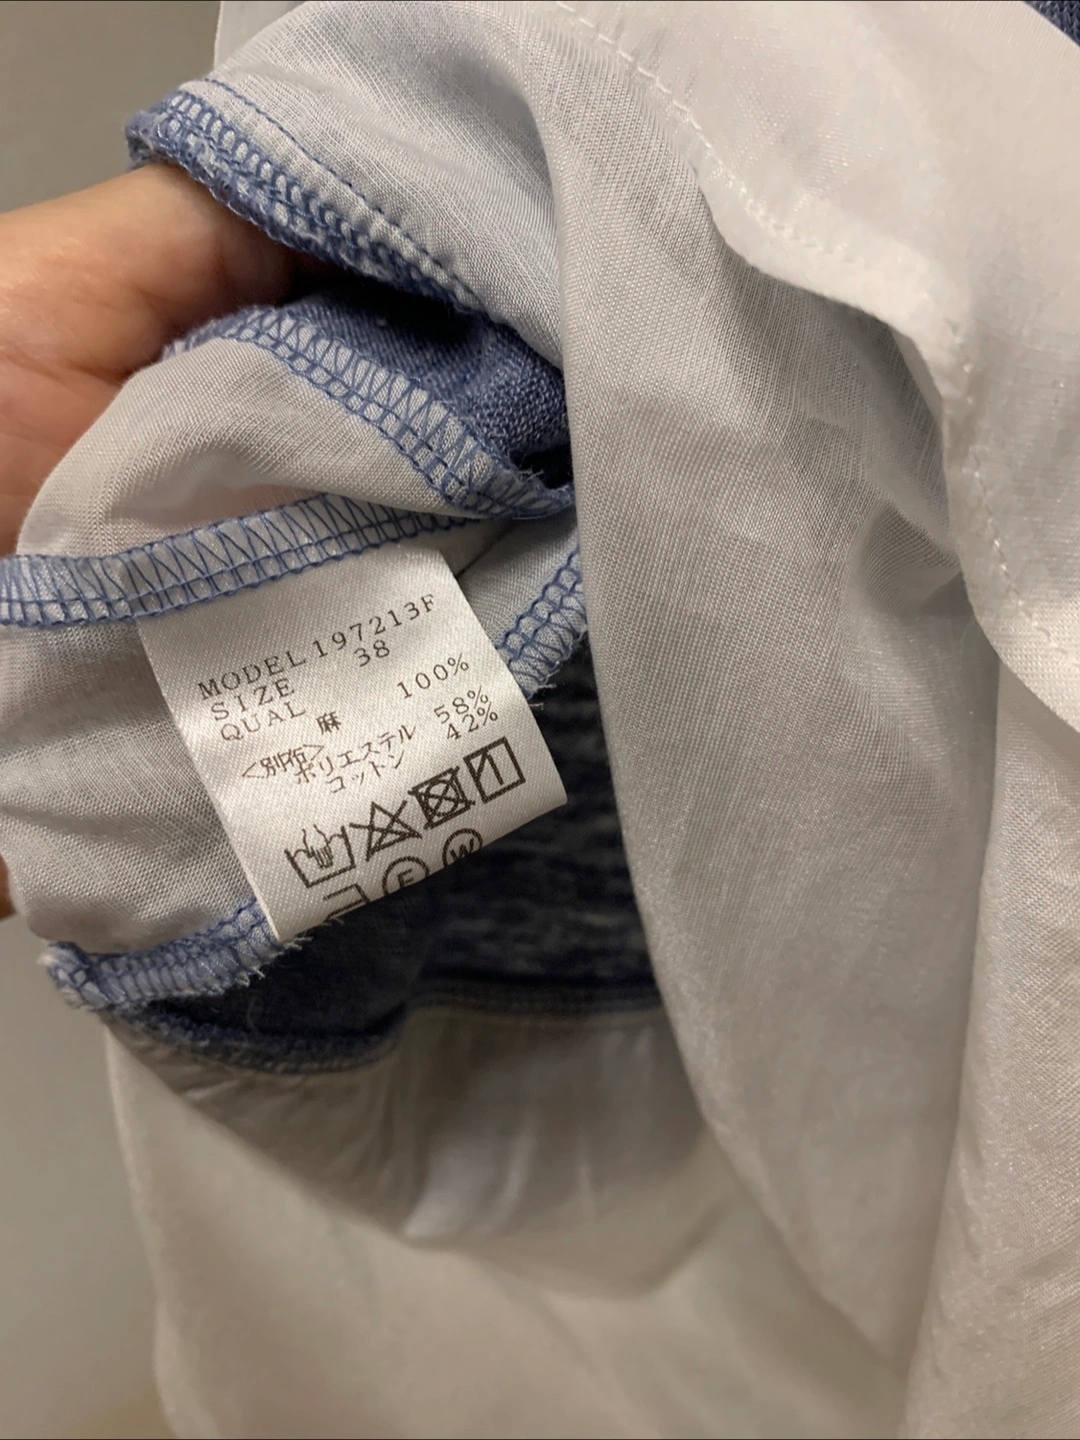 MODEL 197213F
SIZE 38
QUAL
麻 100%
<別布>
ポリエステル 58%
コットン 42%
F W